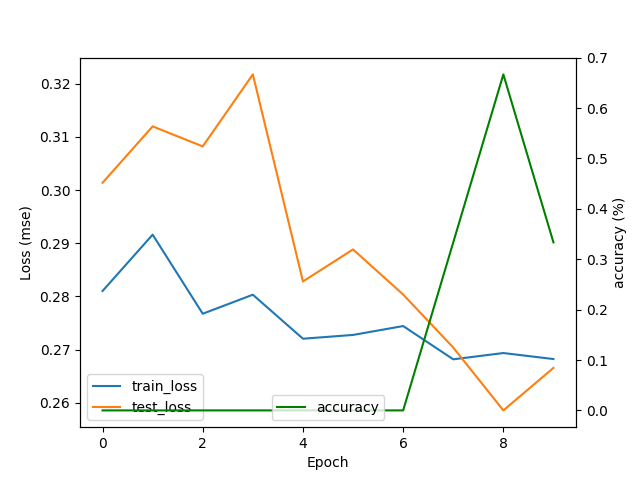 0.32
0.31
0.30
0.29
0.28
0.27
0.26
Loss (mse)
0.7
0.6
0.5
0.4
0.3
0.2
0.1
0.0
accuracy (%)
train_loss
test_loss
accuracy
0 2 4 6 8
Epoch